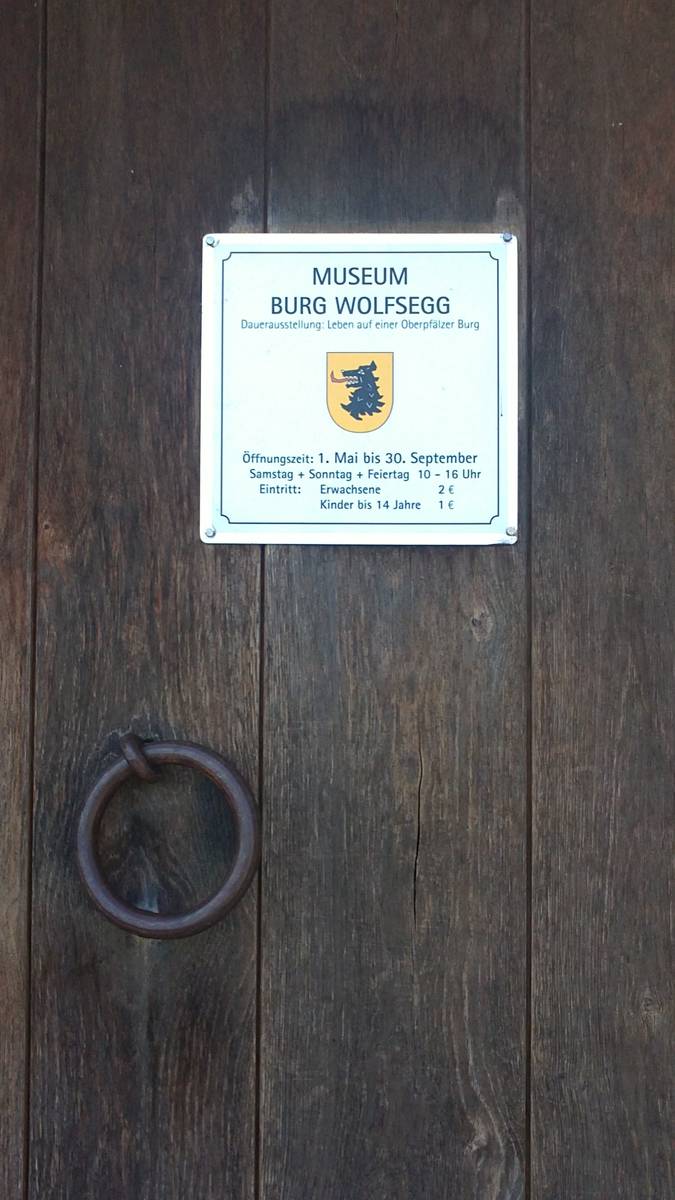 MUSEUM
BURG WOLFSEGG
Dauerausstellung: Leben auf einer Oberpfälzer Burg
Öffnungszeit: 1. Mai bis 30. September
Samstag + Sonntag + Feiertag 10 - 16 Uhr
Eintritt: Erwachsene 2 €
Kinder bis 14 Jahre 1 €